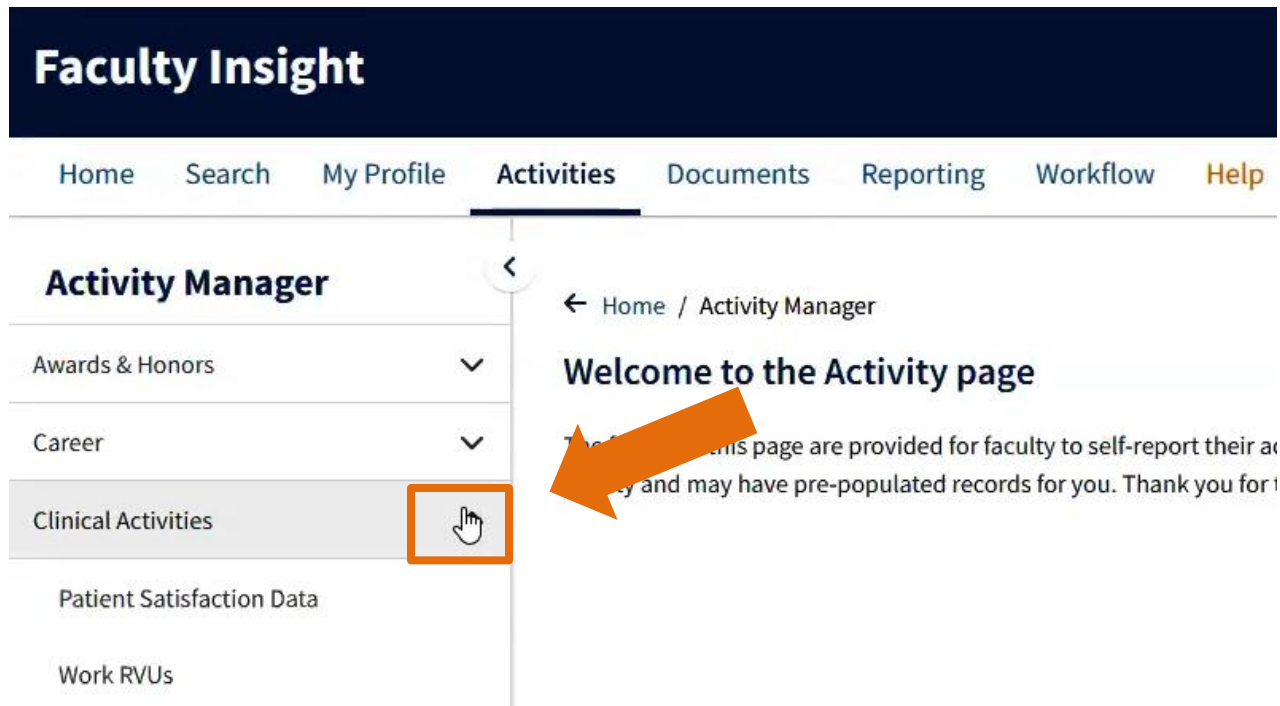 Faculty Insight
Home Search My Profile Activities Documents Reporting Workflow Help
Activity Manager
← Home / Activity Manager
Awards & Honors
Welcome to the Activity page
Career
this page are provided for faculty to self-report their
and may have pre-populated records for you. Thank you for
Clinical Activities
Patient Satisfaction Data
Work RVUs